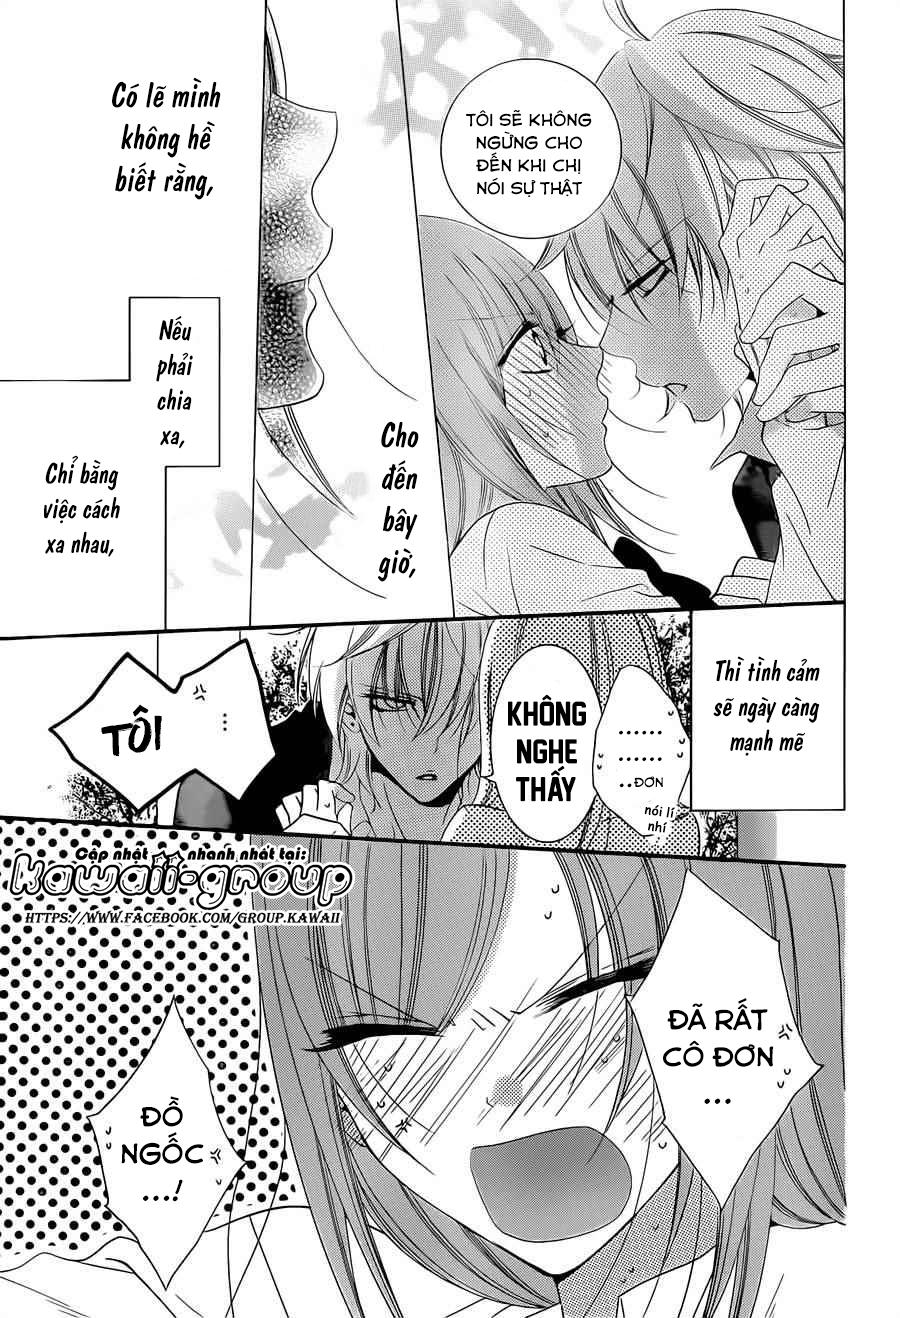 TÔI SẼ KHÔNG
NGỪNG CHO
ĐẾN KHI CHỊ
NÓI SỰ THẬT
Cho
đến
bây
giờ,
Có lẽ mình
không hề
biết rằng,
Nếu
phải
chia
xa,
Chỉ bằng
việc cách
xa nhau,
Thì tình cảm
sẽ ngày càng
mạnh mẽ
......
......
..ĐƠN
nói lí
nhí
KHÔNG
NGHE
THẤY
...
TÔI
ĐÃ RẤT
CÔ ĐƠN
...
ĐỒ
NGỐC
...!
Cập nhật nhanh nhất tại:
kawaii-group
HTTPS://WWW.FACEBOOK.COM/GROUP.KAWAII